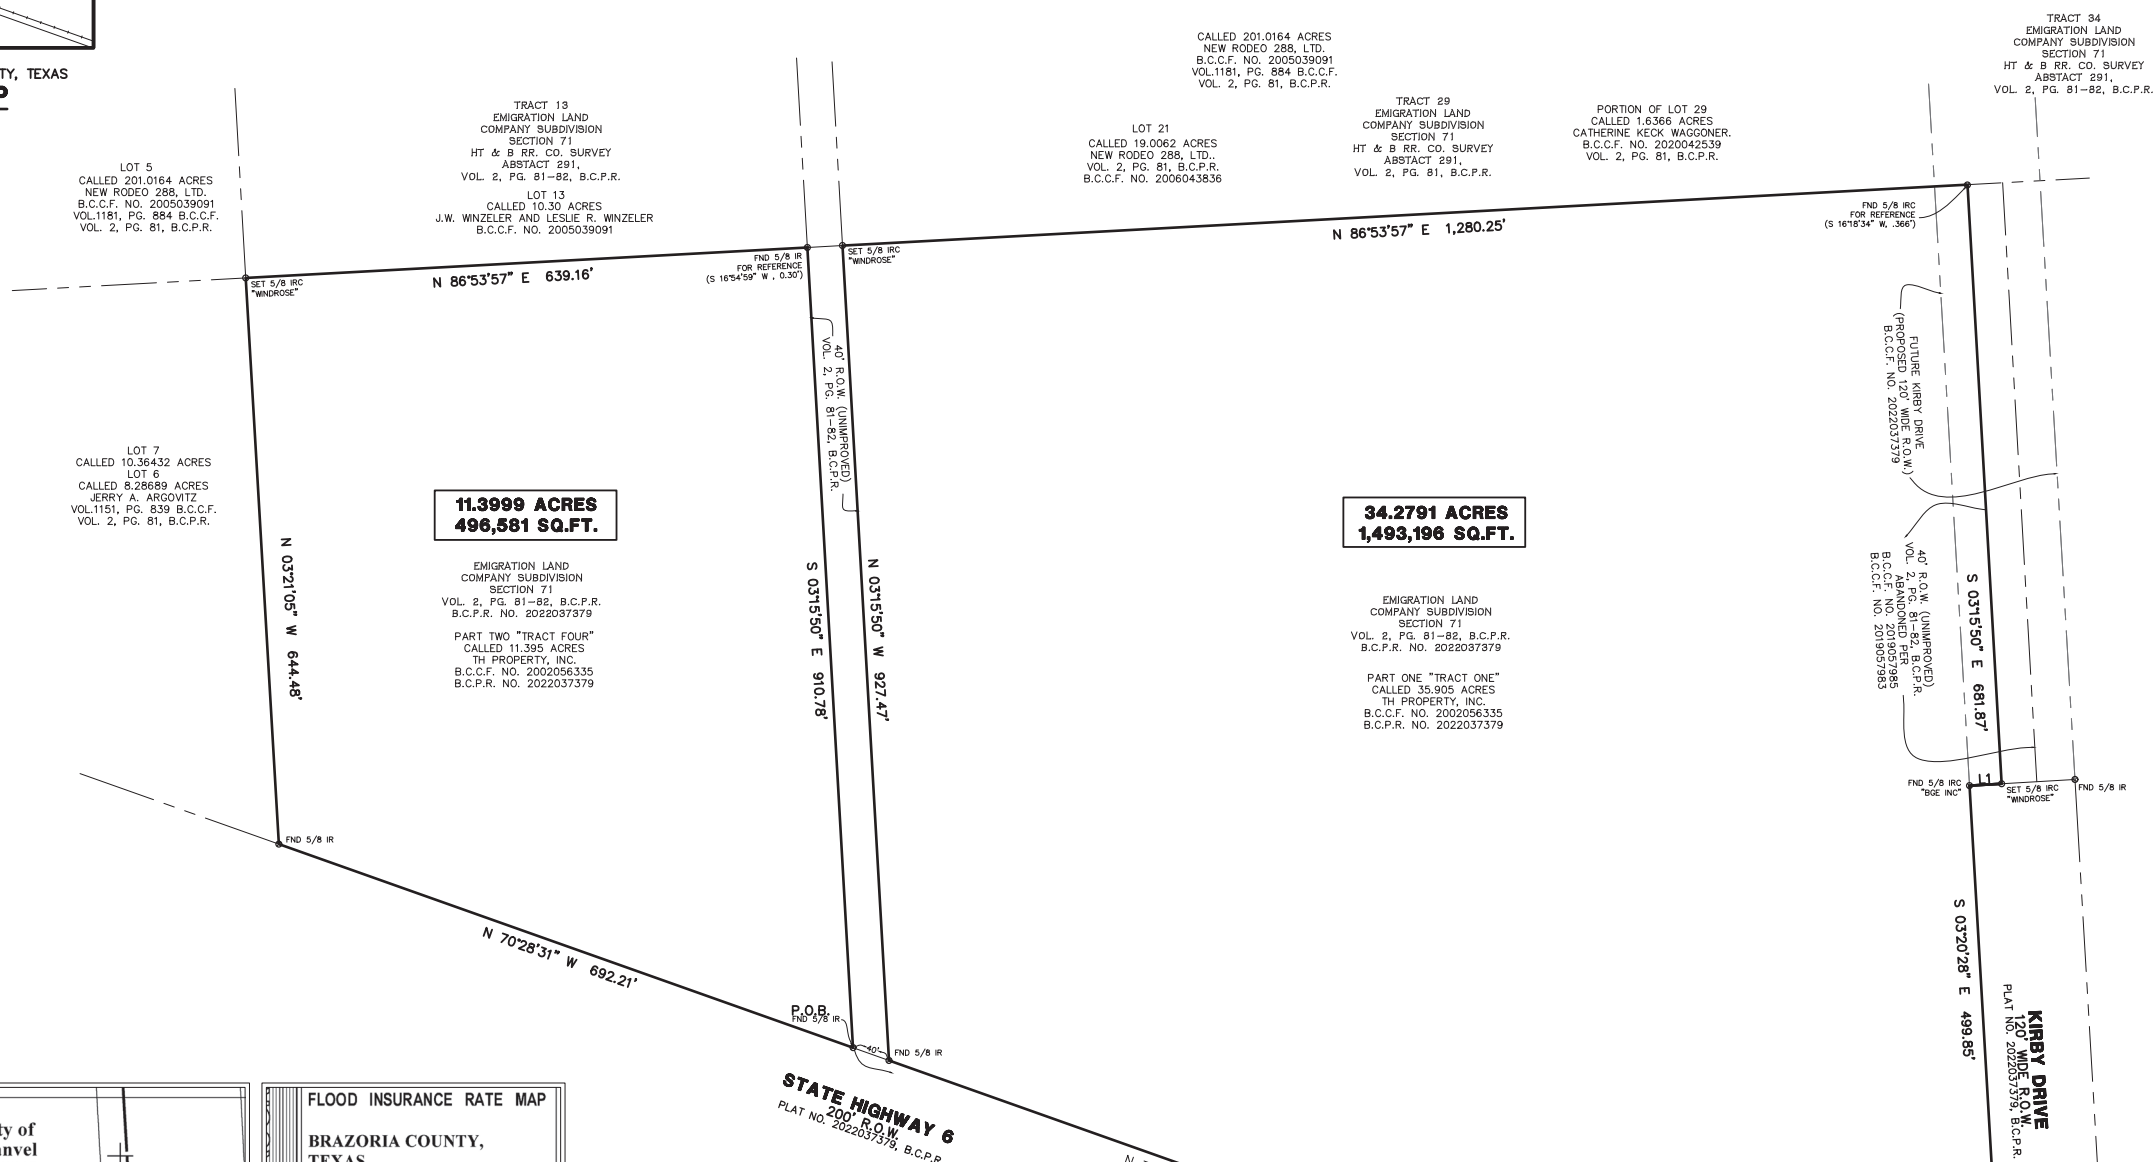 TY, TEXAS
LOT 5
CALLED 201.0164 ACRES
NEW RODEO 288, LTD.
B.C.C.F. NO. 2005039091
VOL.1181, PG. 884 B.C.C.F.
VOL. 2, PG. 81, B.C.P.R.
TRACT 13
EMIGRATION LAND
COMPANY SUBDIVISION
SECTION 71
HT & B RR. CO. SURVEY
ABSTACT 291,
VOL. 2, PG. 81-82, B.C.P.R.
LOT 13
CALLED 10.30 ACRES
J.W. WINZELER AND LESLIE R. WINZELER
B.C.C.F. NO. 2005039091
CALLED 201.0164 ACRES
NEW RODEO 288, LTD.
B.C.C.F. NO. 2005039091
VOL.1181, PG. 884 B.C.C.F.
VOL. 2, PG. 81, B.C.P.R.
LOT 21
CALLED 19.0062 ACRES
NEW RODEO 288, LTD..
VOL. 2, PG. 81, B.C.P.R.
B.C.C.F. NO. 2006043836
TRACT 29
EMIGRATION LAND
COMPANY SUBDIVISION
SECTION 71
HT & B RR. CO. SURVEY
ABSTACT 291,
VOL. 2, PG. 81, B.C.P.R.
PORTION OF LOT 29
CALLED 1.6366 ACRES
CATHERINE KECK WAGGONER.
B.C.C.F. NO. 2020042539
VOL. 2, PG. 81, B.C.P.R.
TRACT 34
EMIGRATION LAND
COMPANY SUBDIVISION
SECTION 71
HT & B RR. CO. SURVEY
ABSTACT 291,
VOL. 2, PG. 81-82, B.C.P.R.
SET 5/8 IRC
"WINDROSE"
N 86°53'57" E 639.16'
FND 5/8 IR
FOR REFERENCE
(S 16°54'59" W , 0.30')
SET 5/8 IRC
"WINDROSE"
N 86°53'57" E 1,280.25'
FND 5/8 IRC
FOR REFERENCE
(S 16°18'34" W, .366')
40' R.O.W. (UNIMPROVED)
VOL. 2, PG. 81-82, B.C.P.R.
FUTURE KIRBY DRIVE
(PROPOSED 120' WIDE R.O.W.)
B.C.C.F. NO. 2022037379
LOT 7
CALLED 10.36432 ACRES
LOT 6
CALLED 8.28689 ACRES
JERRY A. ARGOVITZ
VOL.1151, PG. 839 B.C.C.F.
VOL. 2, PG. 81, B.C.P.R.
N 03°21'05" W 644.48'
11.3999 ACRES
496,581 SQ.FT.
EMIGRATION LAND
COMPANY SUBDIVISION
SECTION 71
VOL. 2, PG. 81-82, B.C.P.R.
B.C.P.R. NO. 2022037379
PART TWO "TRACT FOUR"
CALLED 11.395 ACRES
TH PROPERTY, INC.
B.C.C.F. NO. 2002056335
B.C.P.R. NO. 2022037379
S 03°15'50" E 910.78'
N 03°15'50" W 927.47'
34.2791 ACRES
1,493,196 SQ.FT.
EMIGRATION LAND
COMPANY SUBDIVISION
SECTION 71
VOL. 2, PG. 81-82, B.C.P.R.
B.C.P.R. NO. 2022037379
PART ONE "TRACT ONE"
CALLED 35.905 ACRES
TH PROPERTY, INC.
B.C.C.F. NO. 2002056335
B.C.P.R. NO. 2022037379
40' R.O.W. (UNIMPROVED)
VOL. 2, PG. 81-82, B.C.P.R.
ABANDONED PER
B.C.C.F. NO. 2019057985
B.C.C.F. NO. 2019057983
S 03°15'50" E 681.87'
FND 5/8 IRC
"BGE INC"
L1
SET 5/8 IRC
"WINDROSE"
FND 5/8 IR
FND 5/8 IR
N 70°28'31" W 692.21'
P.O.B.
FND 5/8 IR
40'
FND 5/8 IR
S 03°20'28" E 499.85'
KIRBY DRIVE
120' WIDE R.O.W.
PLAT NO. 2022037379, B.C.P.R.
STATE HIGHWAY 6
200' R.O.W.
PLAT NO. 2022037379, B.C.P.R.
ty of
anvel
FLOOD INSURANCE RATE MAP
BRAZORIA COUNTY,
TEXAS